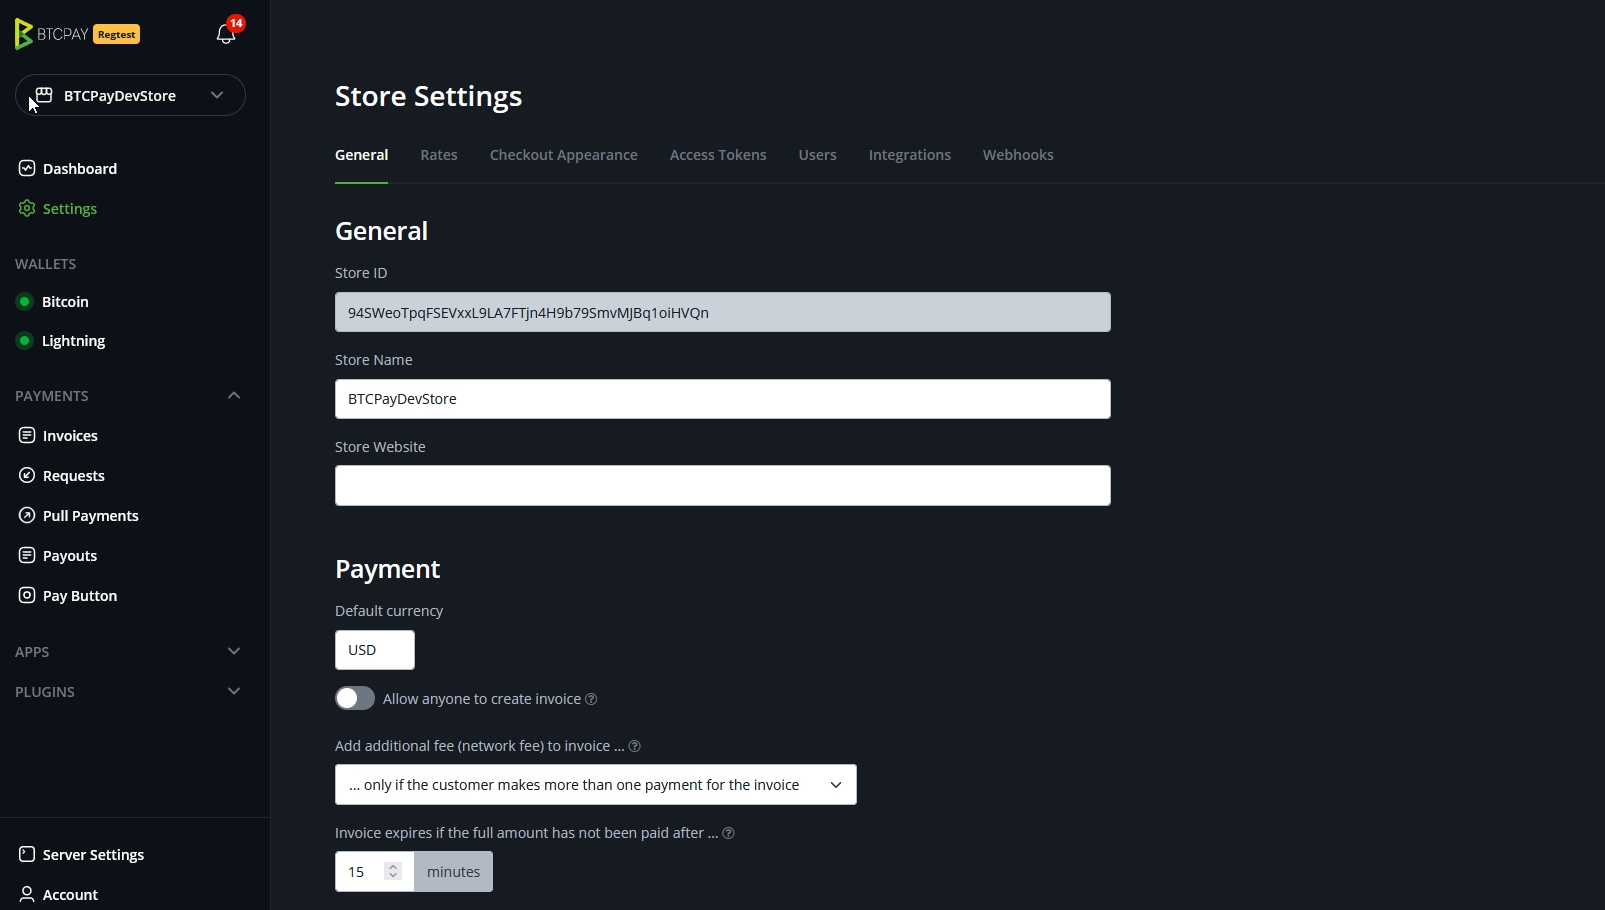 BTCPAY Regtest
14
BTCPayDevStore
Dashboard
Settings
WALLETS
Bitcoin
Lightning
PAYMENTS
Invoices
Requests
Pull Payments
Payouts
Pay Button
APPS
PLUGINS
Server Settings
Account
Store Settings
General Rates Checkout Appearance Access Tokens Users Integrations Webhooks
General
Store ID
94SWeoTpqFSEVxxL9LA7FTjn4H9b79SmvMJBq1oiHVQn
Store Name
BTCPayDevStore
Store Website
Payment
Default currency
USD
Allow anyone to create invoice ?
Add additional fee (network fee) to invoice ... ?
... only if the customer makes more than one payment for the invoice
Invoice expires if the full amount has not been paid after ... ?
15 minutes